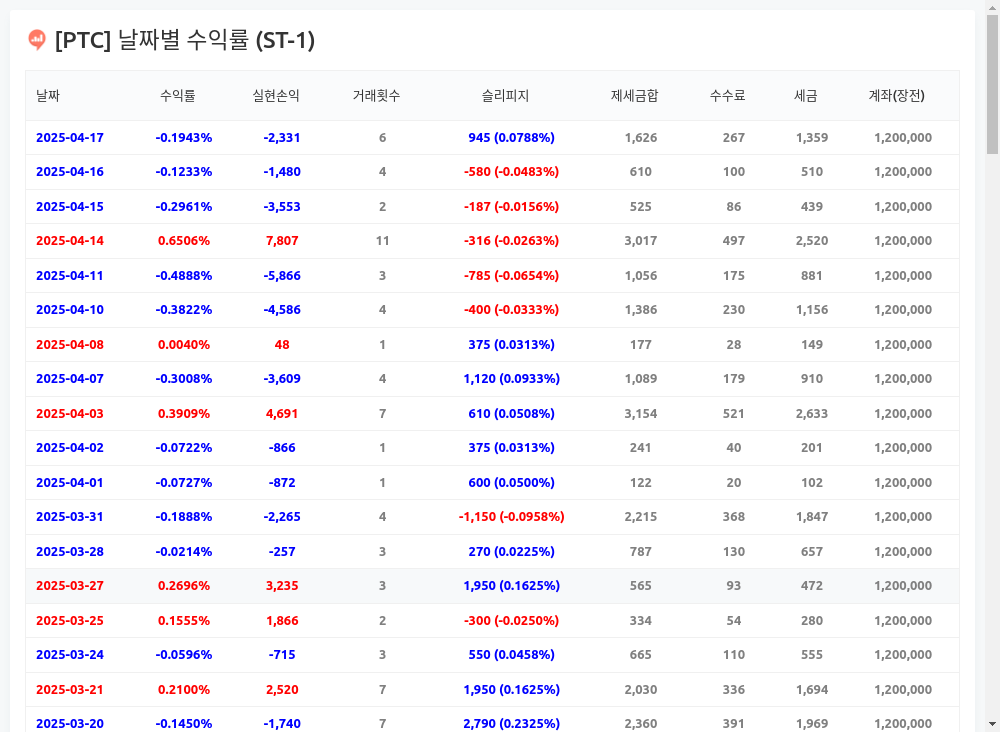 [PTC] 날짜별 수익률 (ST-1)
날짜 수익률 실현손익 거래횟수 슬리피지 제세금합 수수료 세금 계좌(장전)
2025-04-17 -0.1943% -2,331 6 945 (0.0788%) 1,626 267 1,359 1,200,000
2025-04-16 -0.1233% -1,480 4 -580 (-0.0483%) 610 100 510 1,200,000
2025-04-15 -0.2961% -3,553 2 -187 (-0.0156%) 525 86 439 1,200,000
2025-04-14 0.6506% 7,807 11 -316 (-0.0263%) 3,017 497 2,520 1,200,000
2025-04-11 -0.4888% -5,866 3 -785 (-0.0654%) 1,056 175 881 1,200,000
2025-04-10 -0.3822% -4,586 4 -400 (-0.0333%) 1,386 230 1,156 1,200,000
2025-04-08 0.0040% 48 1 375 (0.0313%) 177 28 149 1,200,000
2025-04-07 -0.3008% -3,609 4 1,120 (0.0933%) 1,089 179 910 1,200,000
2025-04-03 0.3909% 4,691 7 610 (0.0508%) 3,154 521 2,633 1,200,000
2025-04-02 -0.0722% -866 1 375 (0.0313%) 241 40 201 1,200,000
2025-04-01 -0.0727% -872 1 600 (0.0500%) 122 20 102 1,200,000
2025-03-31 -0.1888% -2,265 4 -1,150 (-0.0958%) 2,215 368 1,847 1,200,000
2025-03-28 -0.0214% -257 3 270 (0.0225%) 787 130 657 1,200,000
2025-03-27 0.2696% 3,235 3 1,950 (0.1625%) 565 93 472 1,200,000
2025-03-25 0.1555% 1,866 2 -300 (-0.0250%) 334 54 280 1,200,000
2025-03-24 -0.0596% -715 3 550 (0.0458%) 665 110 555 1,200,000
2025-03-21 0.2100% 2,520 7 1,950 (0.1625%) 2,030 336 1,694 1,200,000
2025-03-20 -0.1450% -1,740 7 2,790 (0.2325%) 2,360 391 1,969 1,200,000